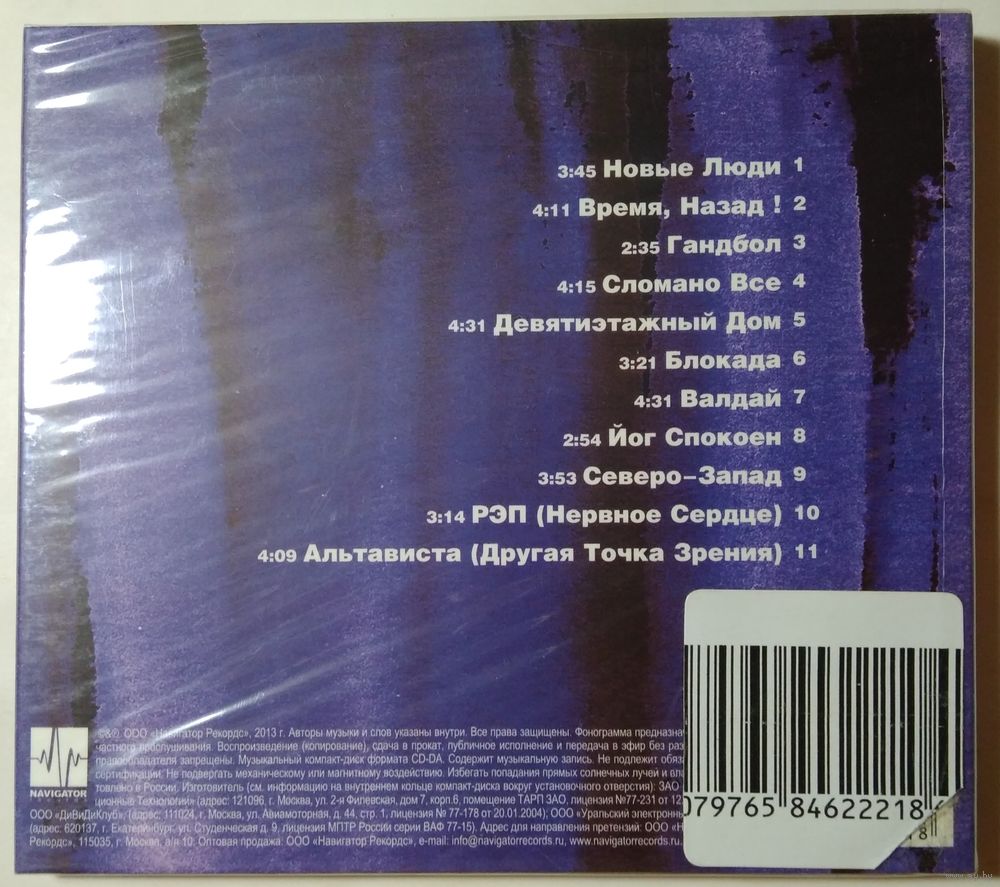 3:45 Новые Люди 1
4:11 Время, Назад ! 2
2:35 Гандбол 3
4:15 Сломано Все 4
4:31 Девятиэтажный Дом 5
3:21 Блокада 6
4:31 Валдай 7
2:54 Йог Спокоен 8
3:53 Северо-Запад 9
3:14 РЭП (Нервное Сердце) 10
4:09 Альтависта (Другая Точка Зрения) 11
NAVIGATOR
©&℗. ООО «Навигатор Рекордс», 2013 г. Авторы музыки и слов указаны внутри. Все права защищены. Фонограмма предназнач
частного прослушивания. Воспроизведение (копирование), сдача в прокат, публичное исполнение и передача в эфир без раз
правообладателя запрещены. Музыкальный компакт-диск формата CD-DA. Содержит музыкальную запись. Не подлежит обяза
сертификации. Не подвергать механическому или магнитному воздействию. Избегать попадания прямых солнечных лучей и вла
товлено в России. Изготовитель (см. информацию на внутреннем кольце компакт-диска вокруг установочного отверстия): ЗАО
ционные Технологии» (адрес: 121096, г. Москва, ул. 2-я Филевская, дом 7, корп.6, помещение ТАРП ЗАО, лицензия №77-231 от 12
ООО «ДиВиДиКлуб», (адрес: 111024, г. Москва, ул. Авиамоторная, д. 44, стр. 1, лицензия № 77-178 от 20.01.2004); ООО «Уральский электронны
(адрес: 620137, г. Екатеринбург, ул. Студенческая д. 9, лицензия МПТР России серии ВАФ 77-15). Адрес для направления претензий: ООО «Н
Рекордс», 115035, г. Москва, а/я 10. Оптовая продажа: ООО «Навигатор Рекордс», e-mail: info@navigatorrecords.ru, www.navigatorrecords.ru.
079765 84622218
18